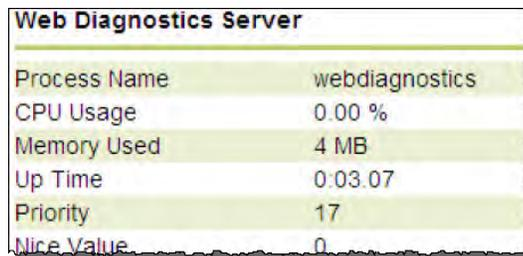 Web Diagnostics Server
Process Name webdiagnostics
CPU Usage 0.00 %
Memory Used 4 MB
Up Time 0:03.07
Priority 17
Nice Value 0